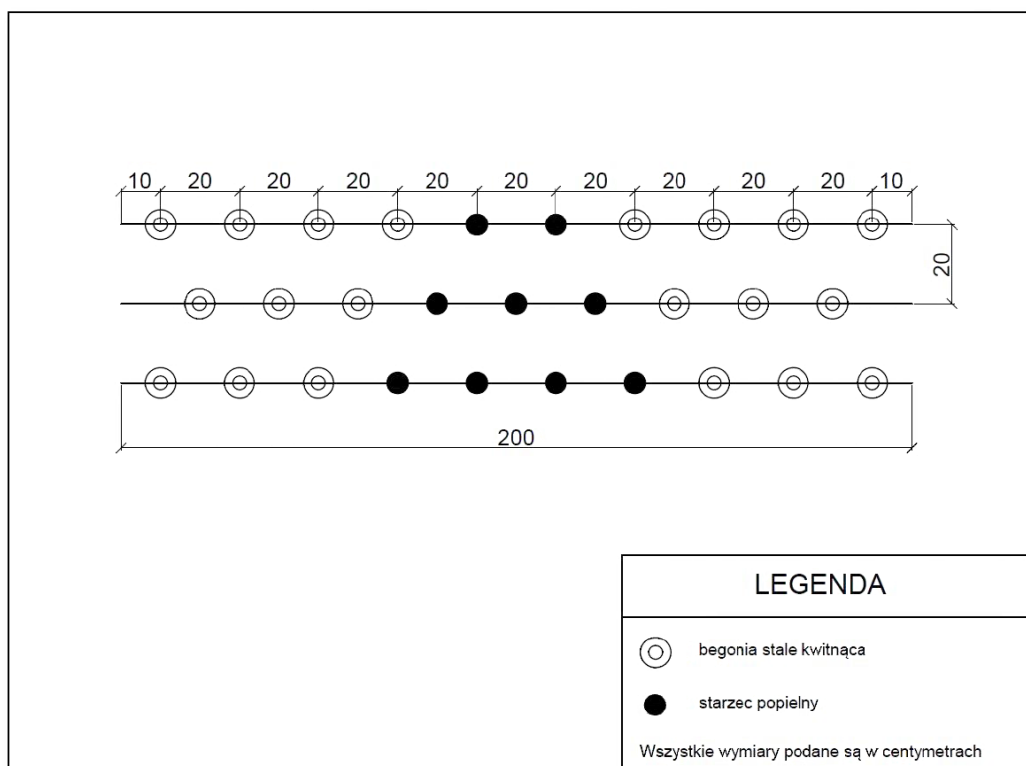 10 20 20 20 20 20 20 20 20 20 10
20
200
LEGENDA
begonia stale kwitnąca
starzec popielny
Wszystkie wymiary podane są w centymetrach